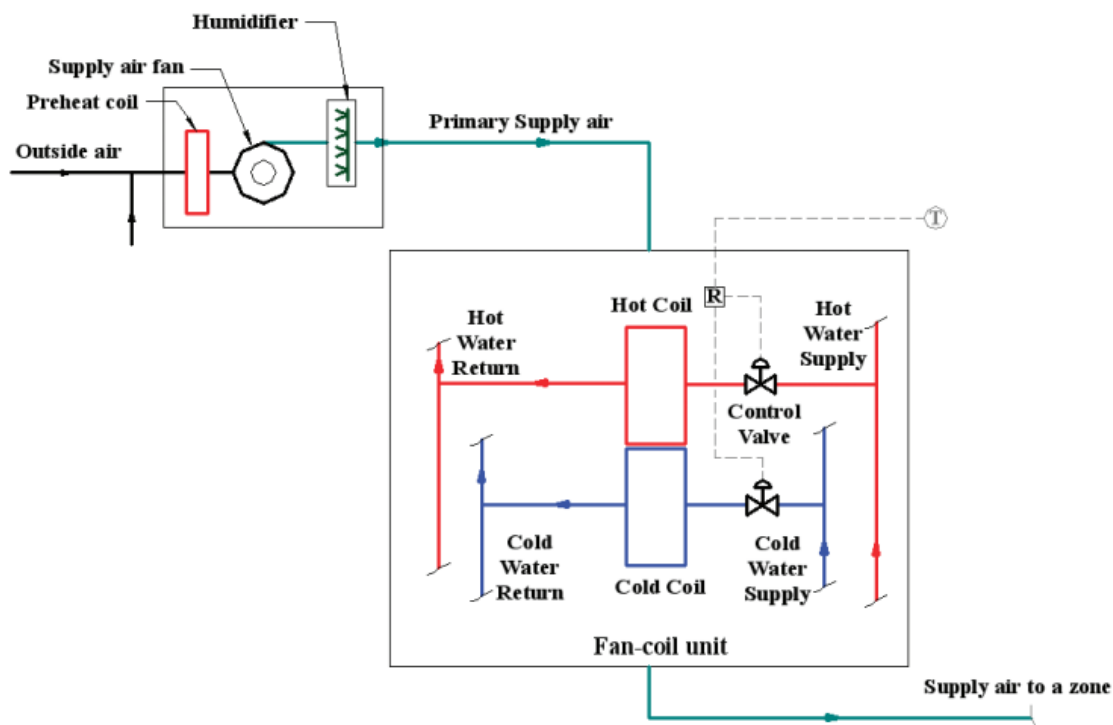 Humidifier
Supply air fan
Preheat coil
Outside air
Primary Supply air
T
R
Hot Coil
Hot
Water
Return
Hot
Water
Supply
Control
Valve
Cold
Water
Return
Cold Coil
Cold
Water
Supply
Fan-coil unit
Supply air to a zone